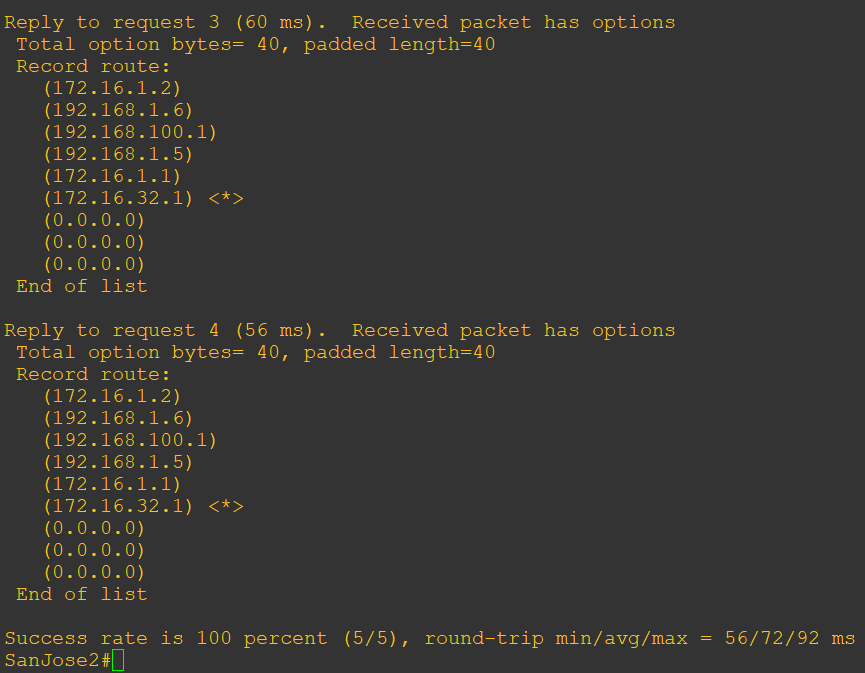 Reply to request 3 (60 ms).  Received packet has options
 Total option bytes= 40, padded length=40
 Record route:
   (172.16.1.2)
   (192.168.1.6)
   (192.168.100.1)
   (192.168.1.5)
   (172.16.1.1)
   (172.16.32.1) <*>
   (0.0.0.0)
   (0.0.0.0)
   (0.0.0.0)
 End of list

Reply to request 4 (56 ms).  Received packet has options
 Total option bytes= 40, padded length=40
 Record route:
   (172.16.1.2)
   (192.168.1.6)
   (192.168.100.1)
   (192.168.1.5)
   (172.16.1.1)
   (172.16.32.1) <*>
   (0.0.0.0)
   (0.0.0.0)
   (0.0.0.0)
 End of list

Success rate is 100 percent (5/5), round-trip min/avg/max = 56/72/92 ms
SanJose2#